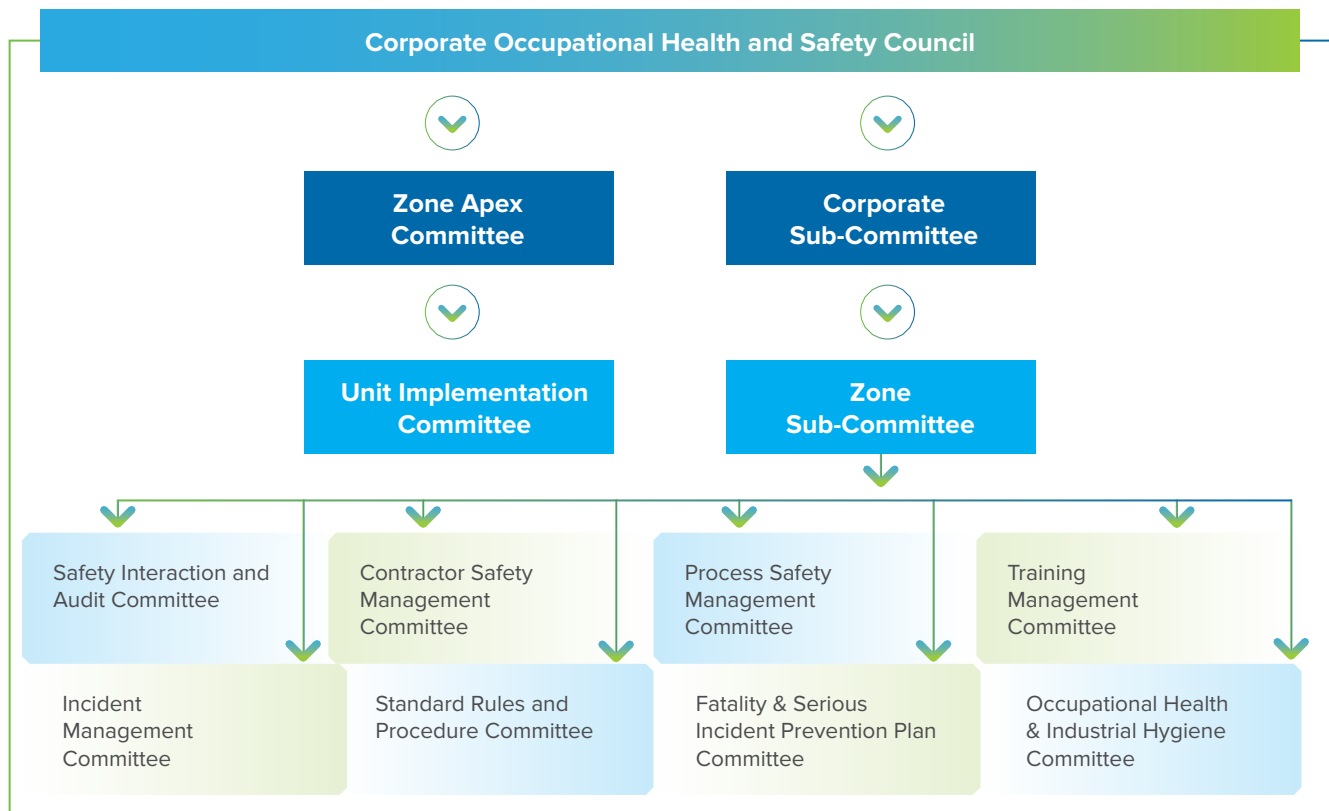 Corporate Occupational Health and Safety Council
Zone Apex
Committee
Corporate
Sub-Committee
Unit Implementation
Committee
Zone
Sub-Committee
Safety Interaction and
Audit Committee
Contractor Safety
Management
Committee
Process Safety
Management
Committee
Training
Management
Committee
Incident
Management
Committee
Standard Rules and
Procedure Committee
Fatality & Serious
Incident Prevention Plan
Committee
Occupational Health
& Industrial Hygiene
Committee